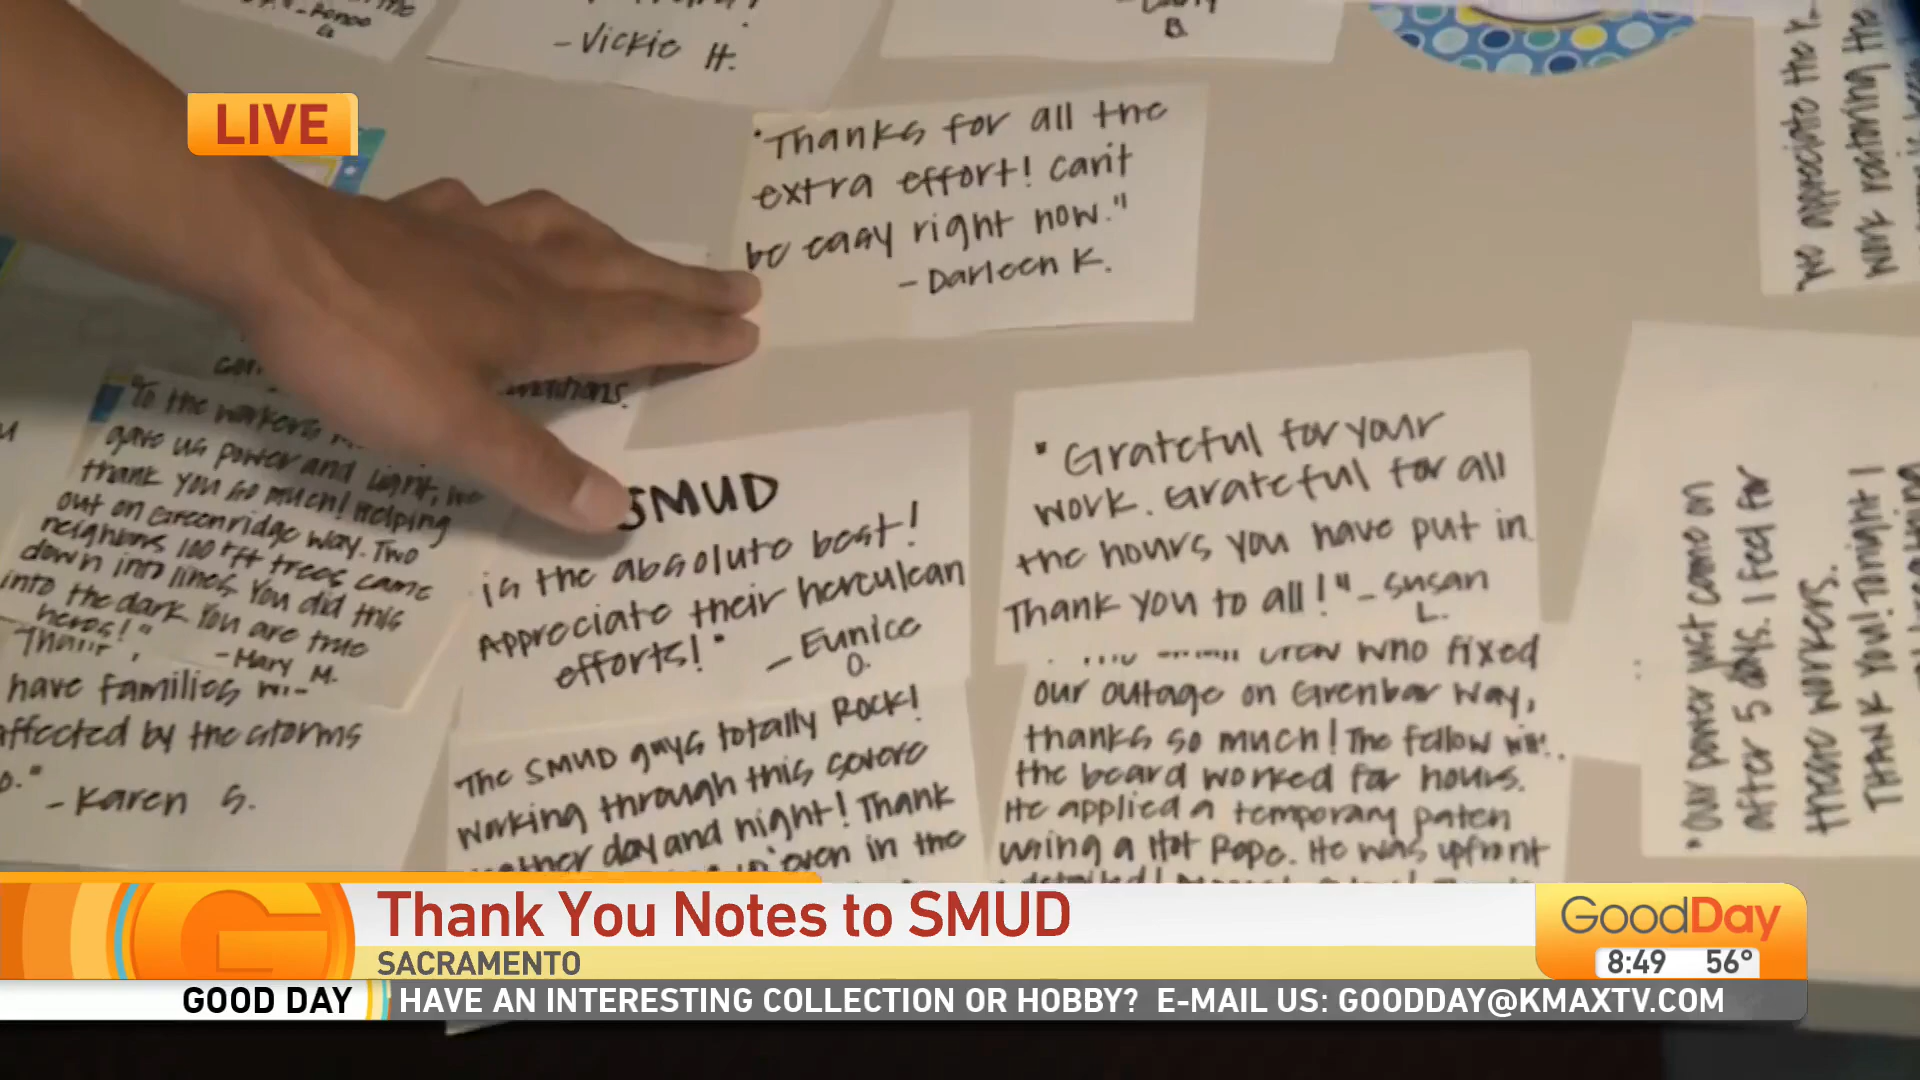 -Vickie H.
B.
LIVE
"Thanks for all the
extra effort! Can't
be easy right now."
- Darleen K.
we appreciate the
"To the workers
gave us power and light, we
thank you so much! Helping
out on Greenridge Way. Two
neighbors 100 ft trees came
down into lines. You did this
into the dark. You are true
heros!"
- Mary M.
have families
affected by the storms
- Karen S.
SMUD
is the absolute best!
Appreciate their herculean
efforts!" - Eunice
O.
The SMUD guys totally Rock!
working through this severe
day and night! Thank
even in the
"Grateful for your
work. Grateful for all
the hours you have put in.
Thank you to all!" - Susan
L.
crew who fixed
our outage on Grenbar Way,
thanks so much! The fellow
the beard worked for hours.
He applied a temporary patch
using a Hot Rope. He was upfront
"Our power just came on
after 5 days. I feel for
these workers.
Thank you! Tonight I
Thank You Notes to SMUD
SACRAMENTO
GoodDay
8:49 56°
GOOD DAY HAVE AN INTERESTING COLLECTION OR HOBBY? E-MAIL US: GOODDAY@KMAXTV.COM